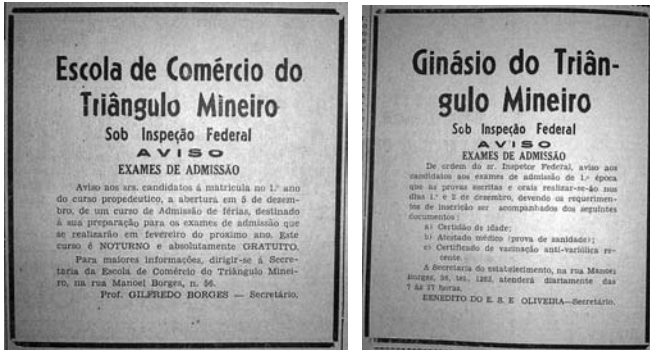 Escola de Comércio do
Triângulo Mineiro
Sob Inspeção Federal
AVISO
EXAMES DE ADMISSÃO
Aviso aos srs. candidatos á matricula no 1.º ano
do curso propedeutico, a abertura em 5 de dezem-
bro, de um curso de Admissão de férias, destinado
á sua preparação para os exames de admissão que
se realizarão em fevereiro do proximo ano. Este
curso é NOTURNO e absolutamente GRATUITO.
Para maiores informações, dirigir-se á Secre-
taria da Escola de Comércio do Triângulo Minei-
ro, na rua Manoel Borges, n. 56.
Prof. GILFREDO BORGES — Secretário.
Ginásio do Triân-
gulo Mineiro
Sob Inspeção Federal
AVISO
EXAMES DE ADMISSÃO
De ordem do sr. Inspetor Federal, aviso aos
candidatos aos exames de admissão de 1.ª época
que as provas escritas e orais realizar-se-ão nos
dias 1.º e 2 de dezembro, devendo os requerimen-
tos de inscrição ser acompanhados dos seguintes
documentos:
a) Certidão de idade;
b) Atestado médico (prova de sanidade);
c) Certificado de vacinação anti-variólica re-
cente.
A Secretaria do estabelecimento, na rua Manoel
Borges, 56, tel. 1262, atenderá diariamente das
7 ás 17 horas.
BENEDITO DO E. S. E OLIVEIRA—Secretário.